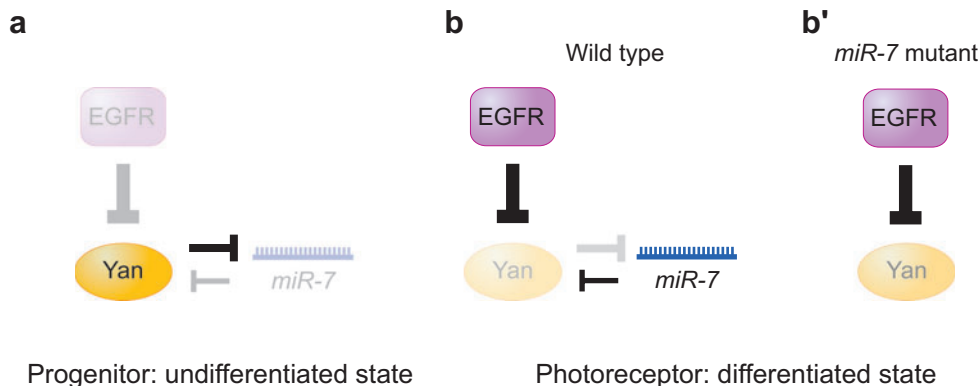 a
EGFR
Yan
miR-7
Progenitor: undifferentiated state
b
Wild type
EGFR
Yan
miR-7
b'
miR-7 mutant
EGFR
Yan
Photoreceptor: differentiated state